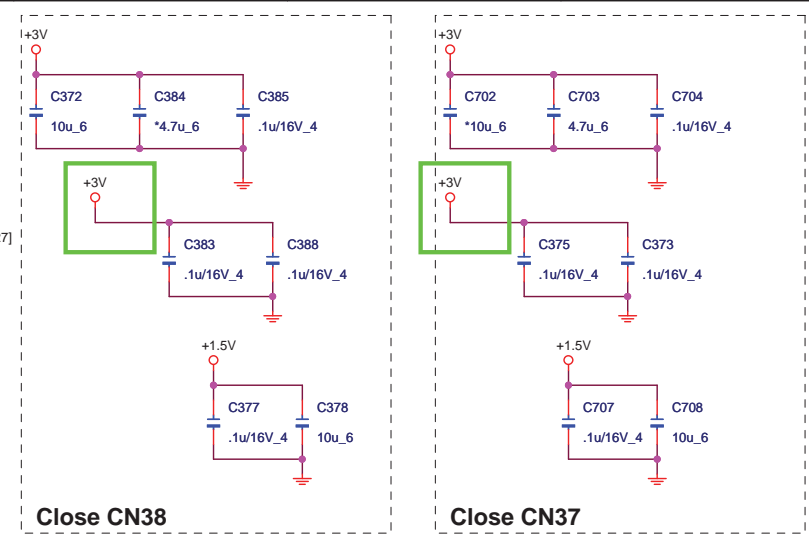 +3V
C372
10u_6
C384
*4.7u_6
C385
.1u/16V_4
+3V
C383
.1u/16V_4
C388
.1u/16V_4
7]
+1.5V
C377
.1u/16V_4
C378
10u_6
Close CN38
+3V
C702
*10u_6
C703
4.7u_6
C704
.1u/16V_4
+3V
C375
.1u/16V_4
C373
.1u/16V_4
+1.5V
C707
.1u/16V_4
C708
10u_6
Close CN37